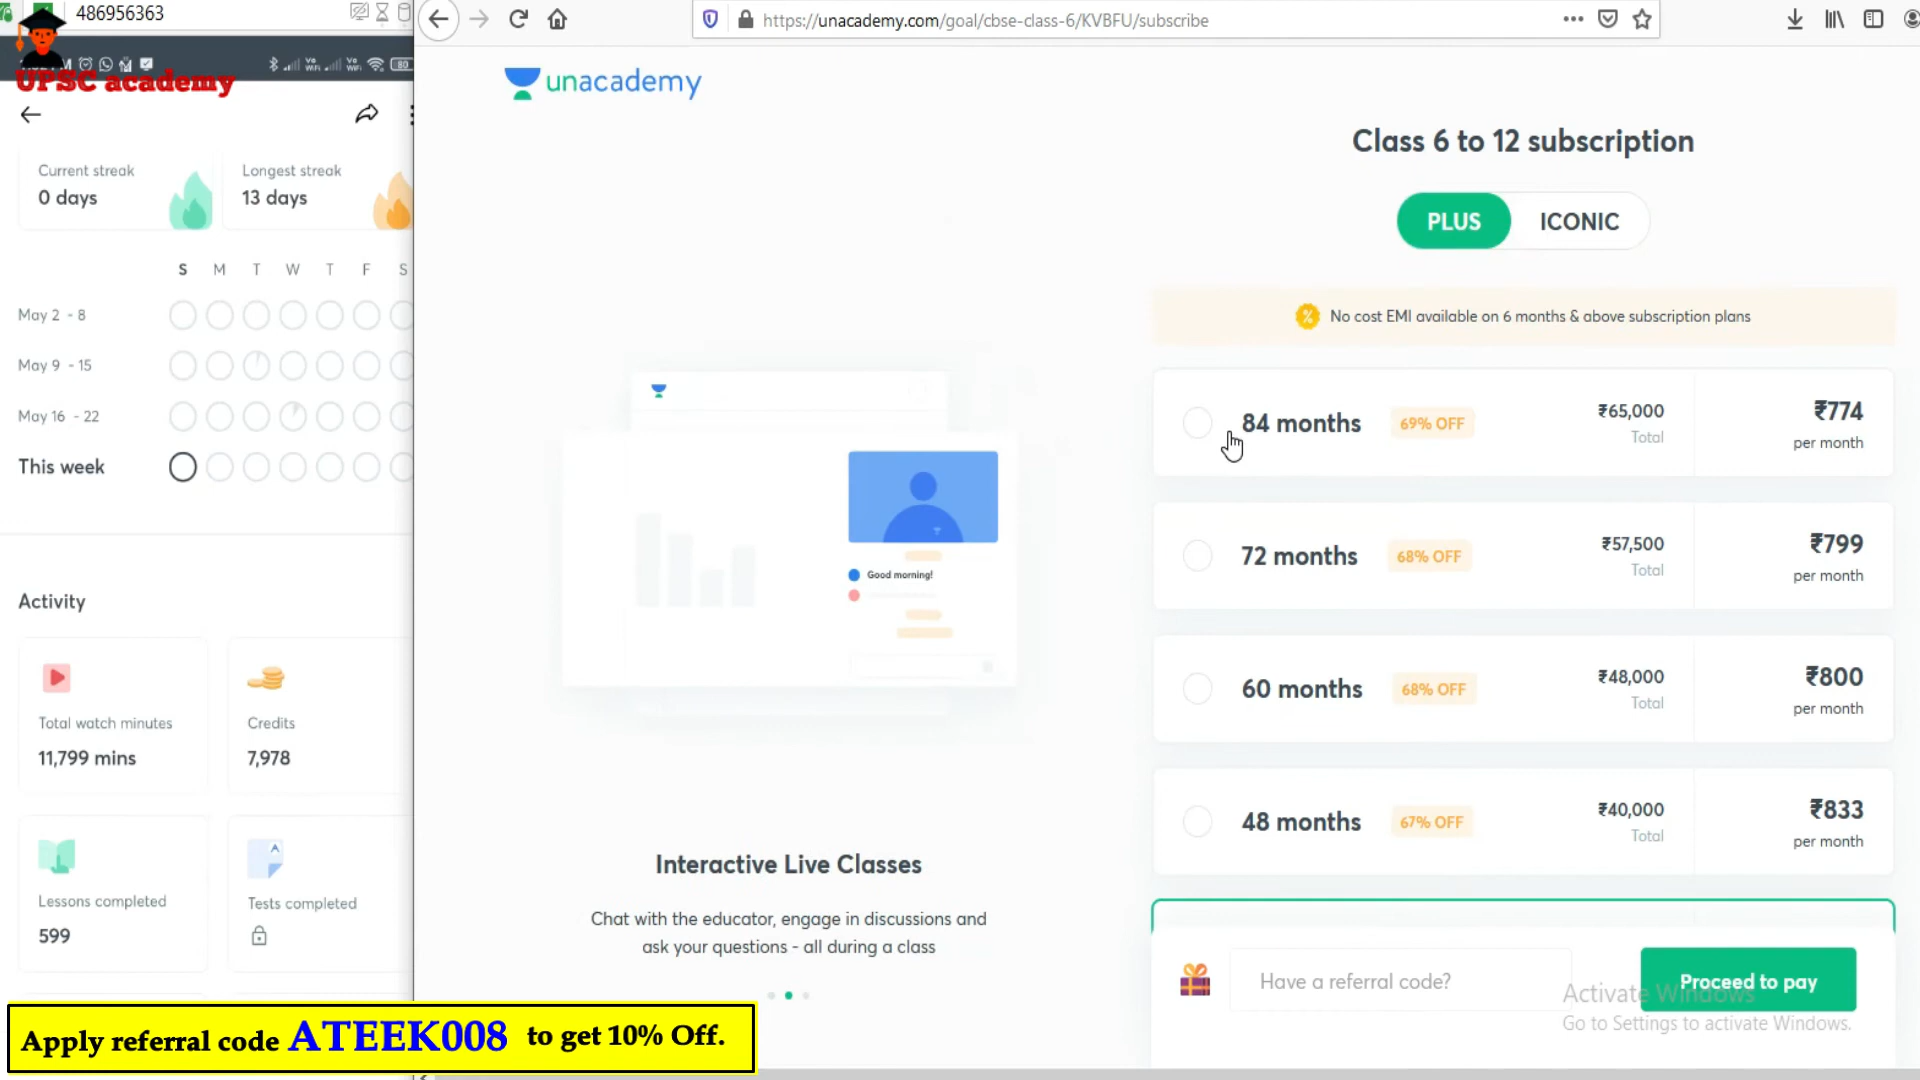 486956363
80
UPSC academy
Current streak
0 days
Longest streak
13 days
S M T W T F S
May 2 - 8
May 9 - 15
May 16 - 22
This week
Activity
Total watch minutes
11,799 mins
Credits
7,978
Lessons completed
599
Tests completed
Apply referral code ATEEK008 to get 10% Off.
https://unacademy.com/goal/cbse-class-6/KVBFU/subscribe
unacademy
Good morning!
Interactive Live Classes
Chat with the educator, engage in discussions and
ask your questions - all during a class
Class 6 to 12 subscription
PLUS ICONIC
No cost EMI available on 6 months & above subscription plans
84 months 69% OFF ₹65,000 ₹774
Total per month
72 months 68% OFF ₹57,500 ₹799
Total per month
60 months 68% OFF ₹48,000 ₹800
Total per month
48 months 67% OFF ₹40,000 ₹833
Total per month
Have a referral code? Proceed to pay
Activate Windows
Go to Settings to activate Windows.